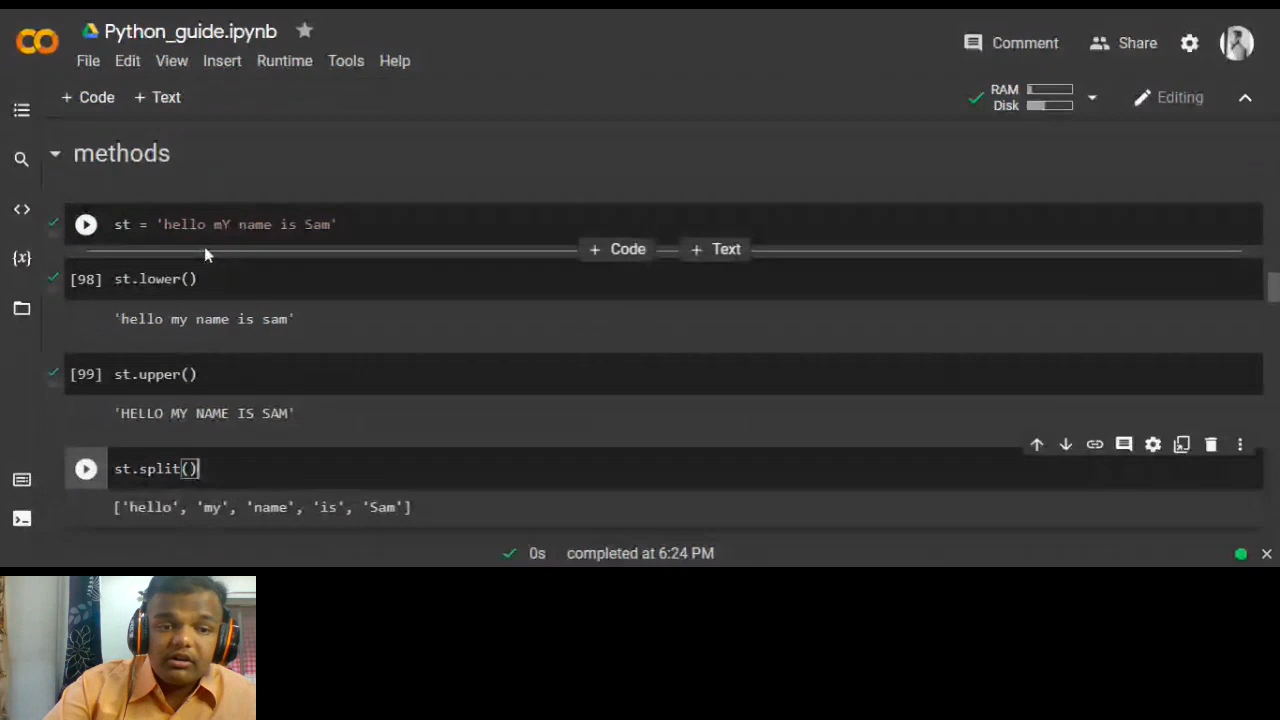 Python_guide.ipynb
File Edit View Insert Runtime Tools Help
Comment Share
+ Code + Text
RAM
Disk
Editing
methods
st = 'hello mY name is Sam'
+ Code + Text
[98] st.lower()
'hello my name is sam'
[99] st.upper()
'HELLO MY NAME IS SAM'
st.split()
['hello', 'my', 'name', 'is', 'Sam']
0s completed at 6:24 PM